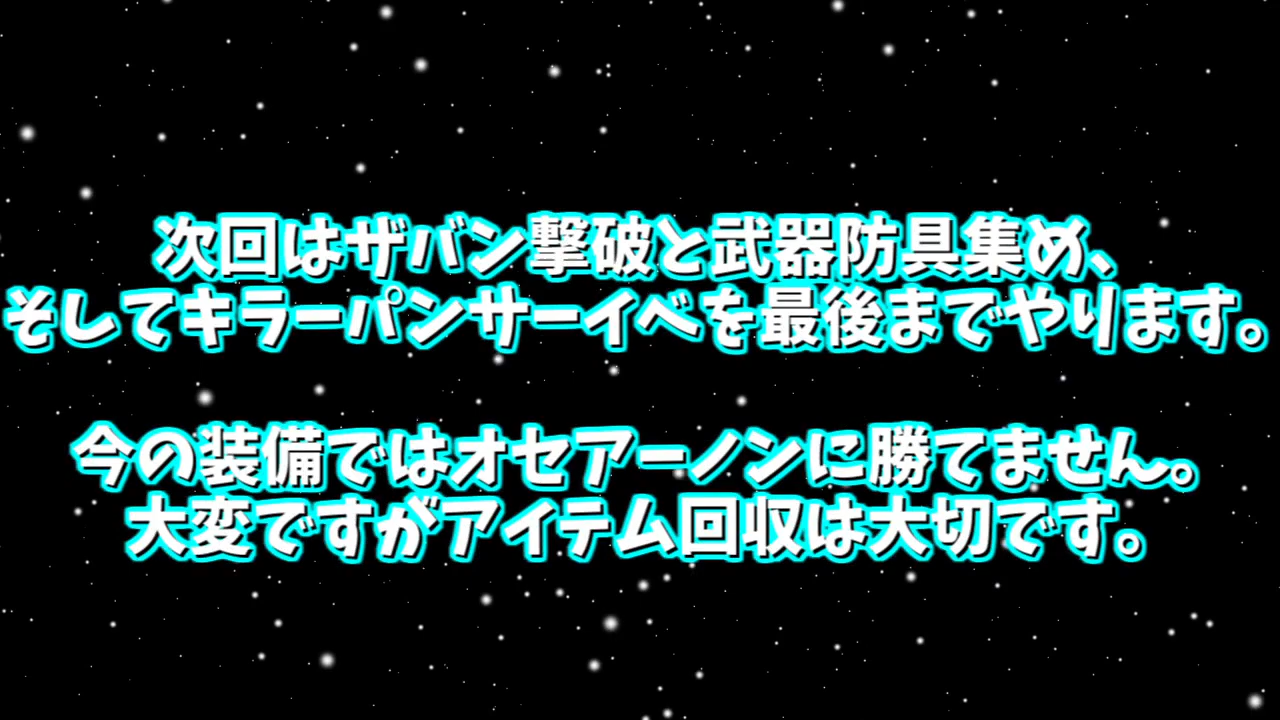 次回はザバン撃破と武器防具集め、
そしてキラーパンサーイベを最後までやります。
今の装備ではオセアーノンに勝てません。
大変ですがアイテム回収は大切です。